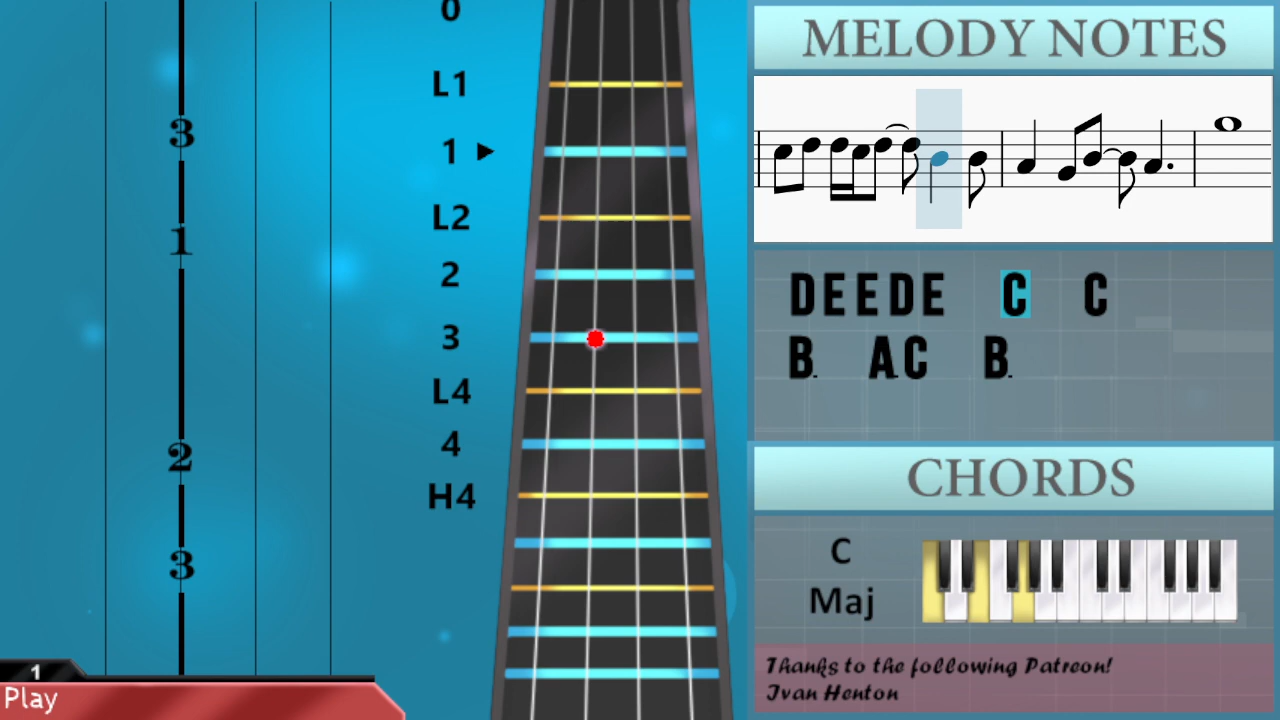 3
1
2
3
1
Play
0
L1
1
L2
2
3
L4
4
H4
MELODY NOTES
DEEDE C C
B. A.C B.
CHORDS
C
Maj
Thanks to the following Patreon!
Ivan Henton